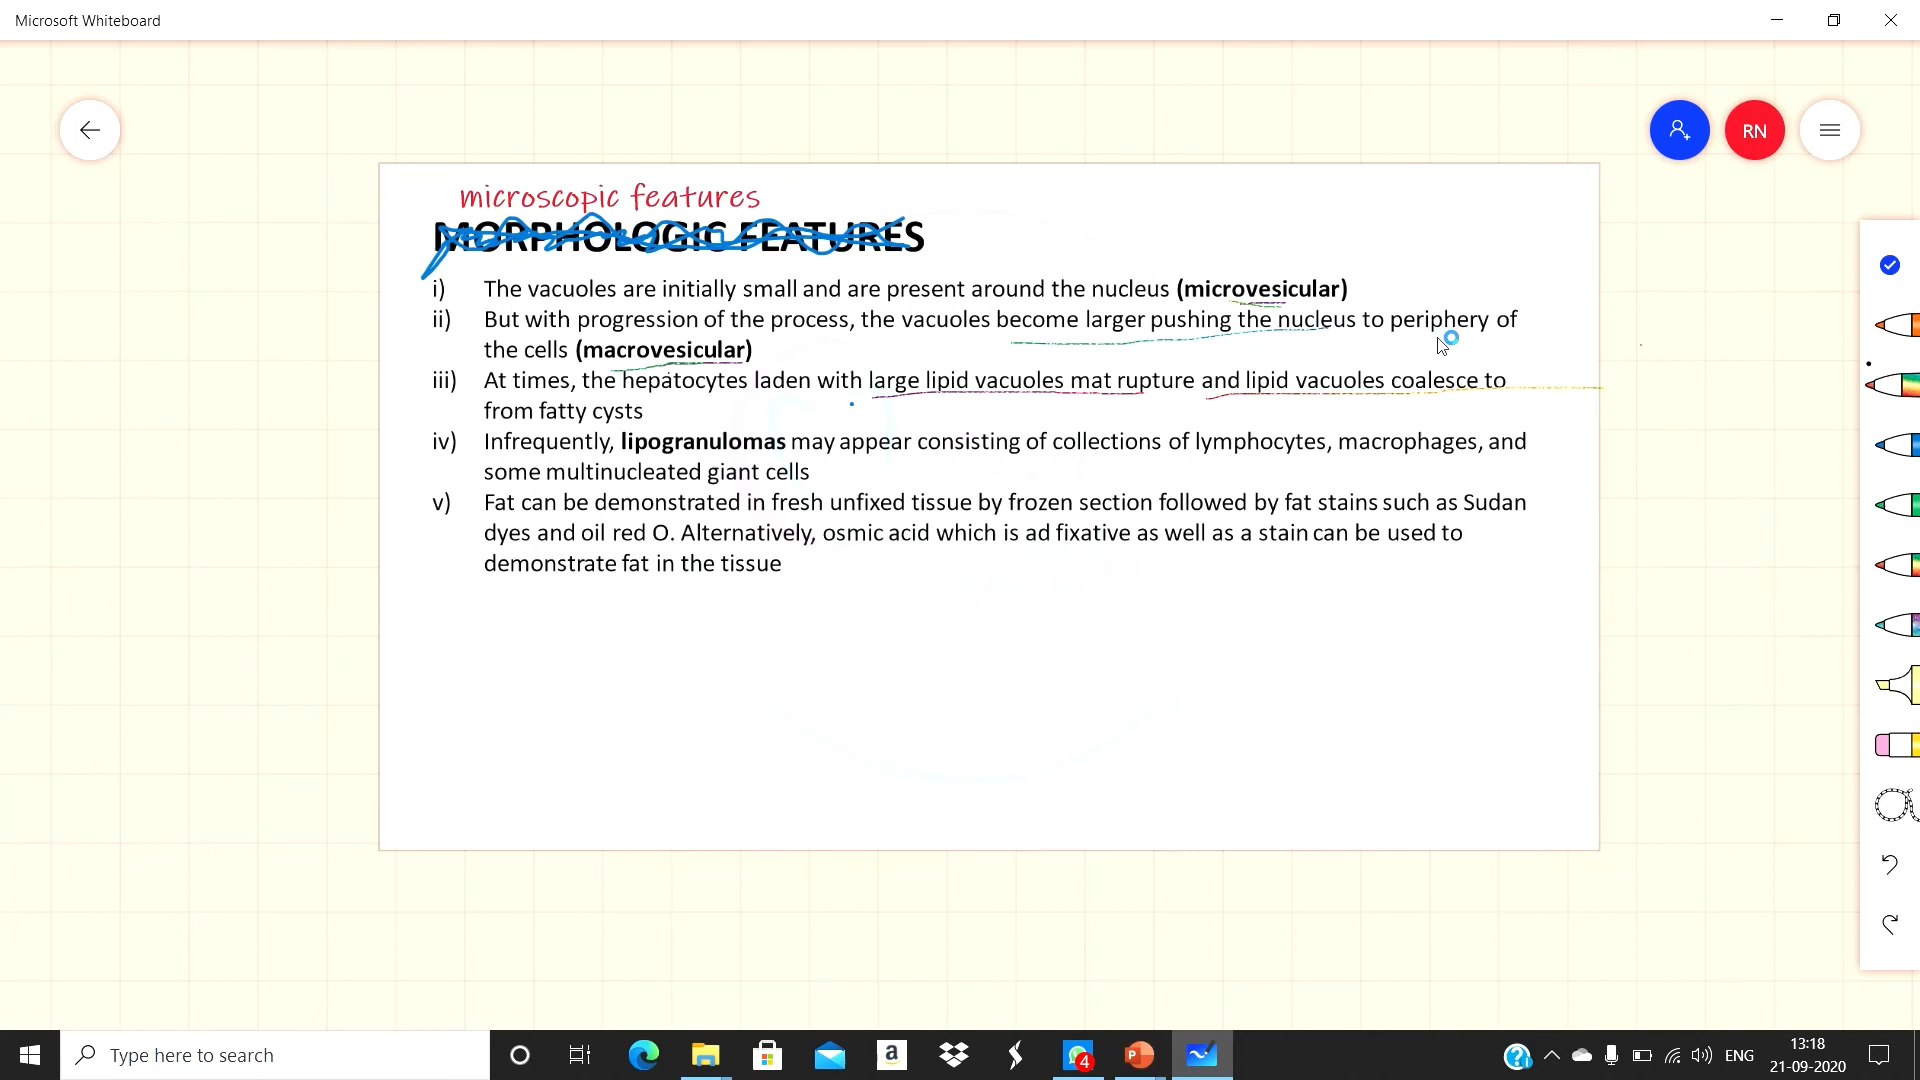 Microsoft Whiteboard
RN
microscopic features
MORPHOLOGIC FEATURES
i) The vacuoles are initially small and are present around the nucleus (microvesicular)
ii) But with progression of the process, the vacuoles become larger pushing the nucleus to periphery of
the cells (macrovesicular)
iii) At times, the hepatocytes laden with large lipid vacuoles mat rupture and lipid vacuoles coalesce to
from fatty cysts
iv) Infrequently, lipogranulomas may appear consisting of collections of lymphocytes, macrophages, and
some multinucleated giant cells
v) Fat can be demonstrated in fresh unfixed tissue by frozen section followed by fat stains such as Sudan
dyes and oil red O. Alternatively, osmic acid which is ad fixative as well as a stain can be used to
demonstrate fat in the tissue
Type here to search
a
4
P
ENG
13:18
21-09-2020